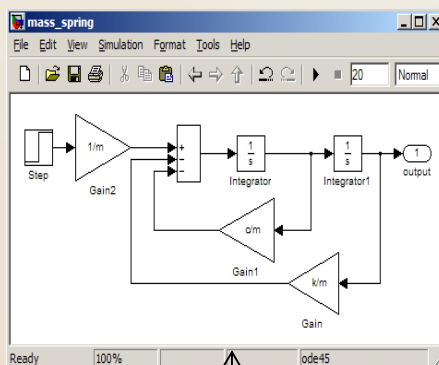 mass_spring
File Edit View Simulation Format Tools Help
20 Normal
Step
1/m
Gain2
+
−
−
1
s
Integrator
1
s
Integrator1
1
output
c/m
Gain1
k/m
Gain
Ready 100% ode45